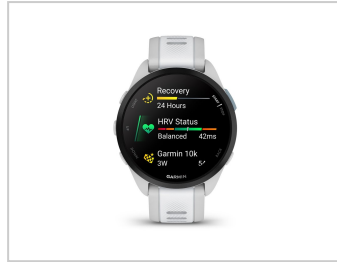 Recovery
24 Hours
HRV Status
Balanced 42ms
Garmin 10k
3W
GARMIN